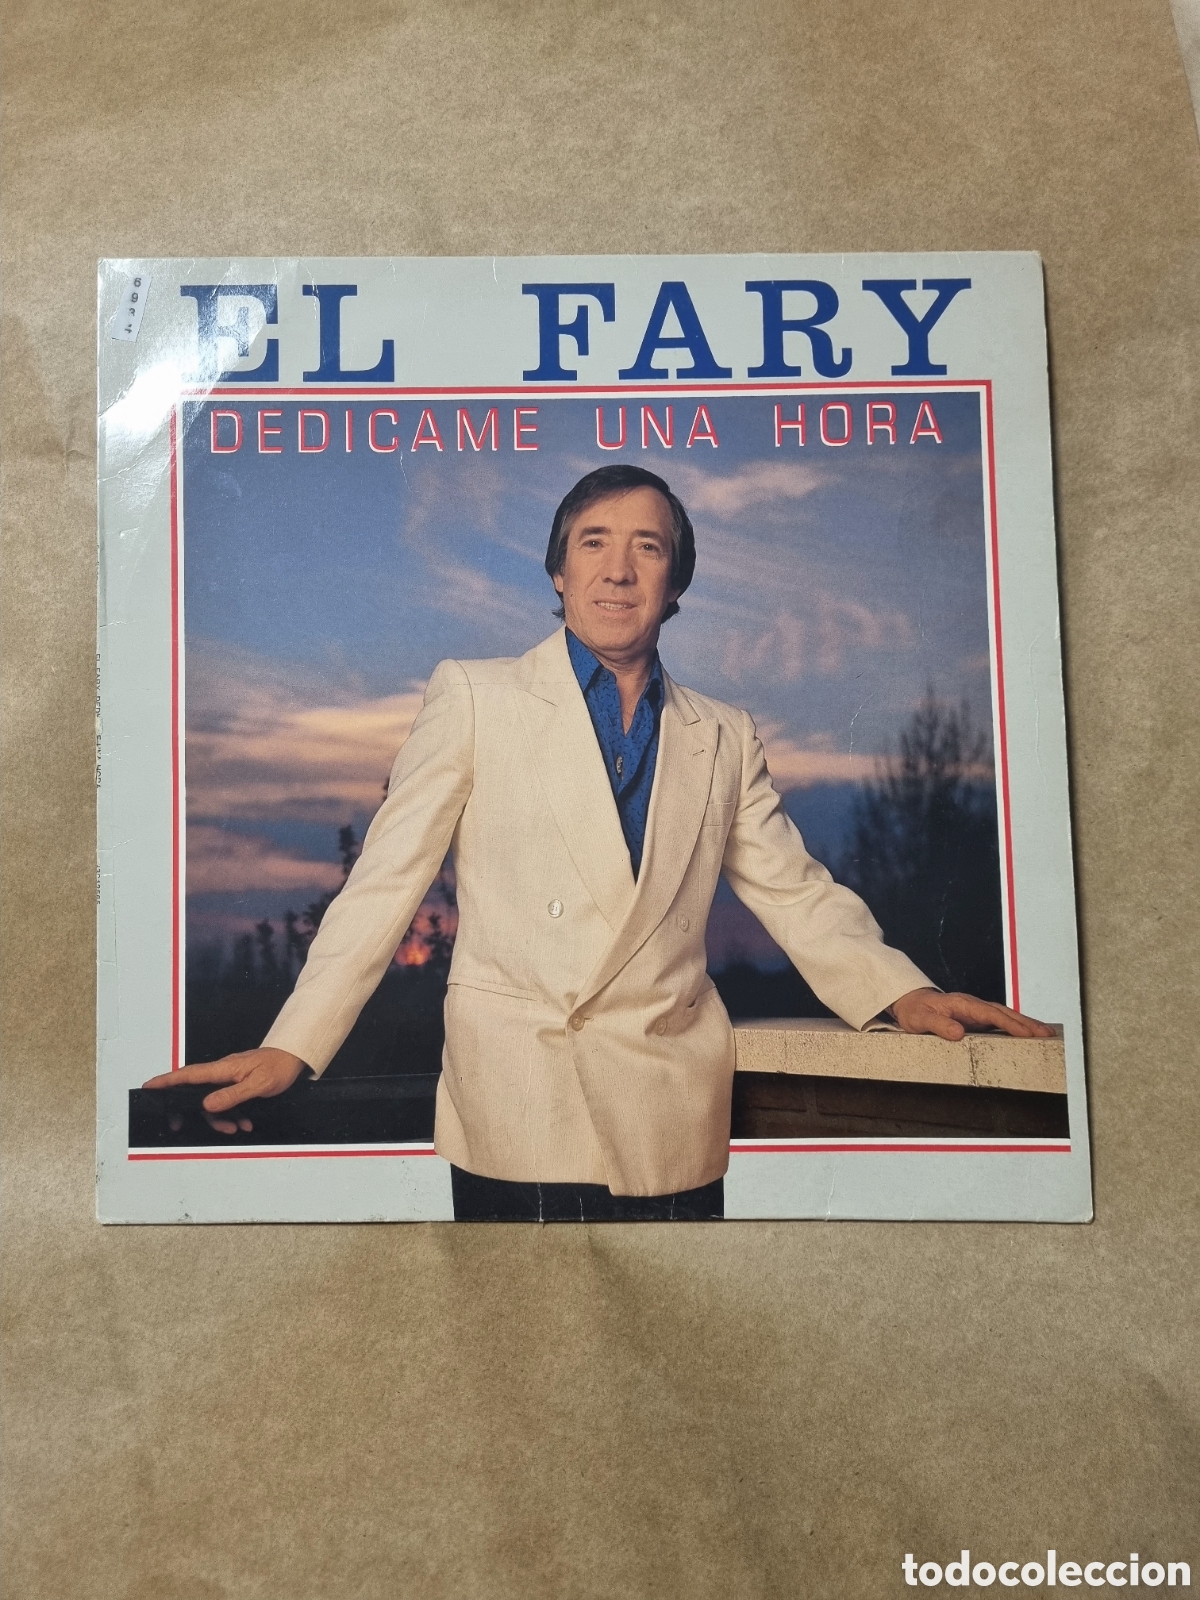 EL FARY
DEDICAME UNA HORA
todocoleccion